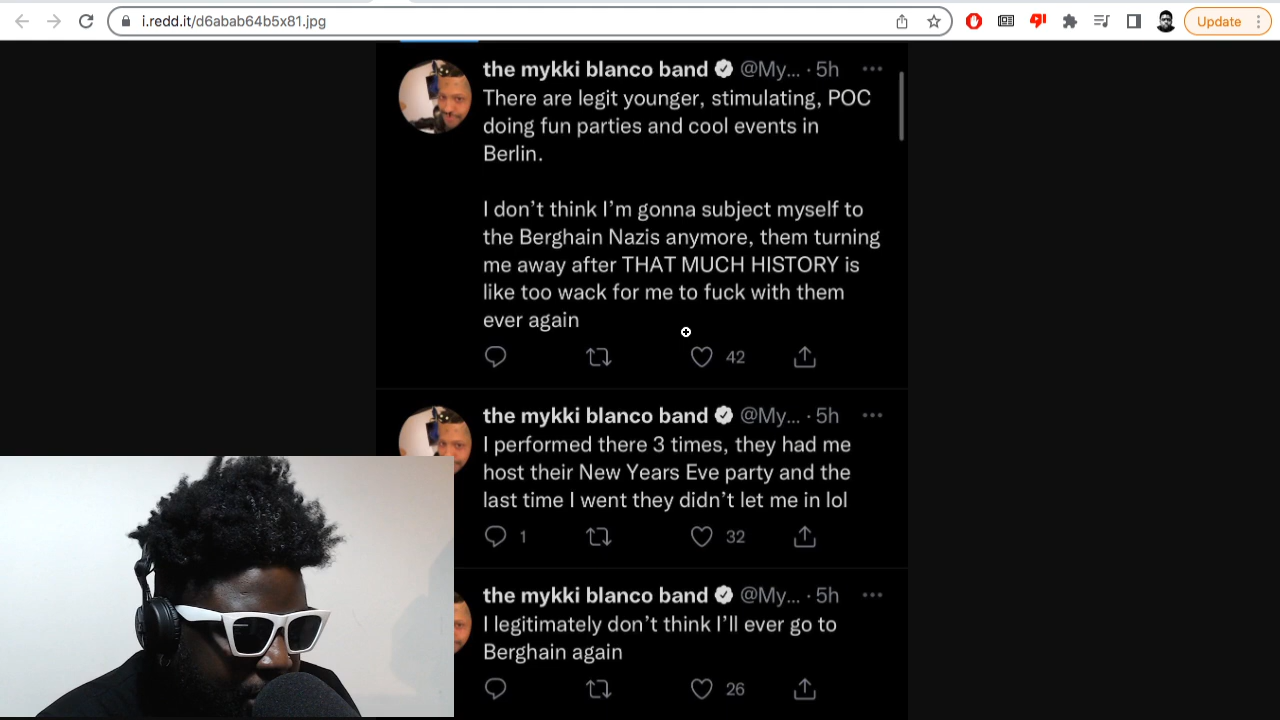 i.redd.it/d6abab64b5x81.jpg
Update
the mykki blanco band @My... · 5h
There are legit younger, stimulating, POC
doing fun parties and cool events in
Berlin.
I don't think I'm gonna subject myself to
the Berghain Nazis anymore, them turning
me away after THAT MUCH HISTORY is
like too wack for me to fuck with them
ever again
42
the mykki blanco band @My... · 5h
I performed there 3 times, they had me
host their New Years Eve party and the
last time I went they didn't let me in lol
1 32
the mykki blanco band @My... · 5h
I legitimately don't think I'll ever go to
Berghain again
26